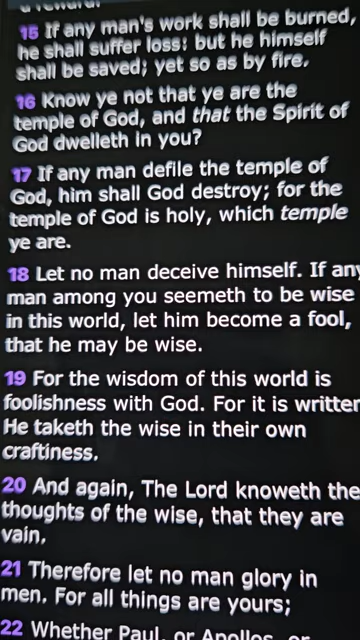 a reward.
15 If any man's work shall be burned,
he shall suffer loss: but he himself
shall be saved; yet so as by fire.
16 Know ye not that ye are the
temple of God, and that the Spirit of
God dwelleth in you?
17 If any man defile the temple of
God, him shall God destroy; for the
temple of God is holy, which temple
ye are.
18 Let no man deceive himself. If any
man among you seemeth to be wise
in this world, let him become a fool,
that he may be wise.
19 For the wisdom of this world is
foolishness with God. For it is written
He taketh the wise in their own
craftiness.
20 And again, The Lord knoweth the
thoughts of the wise, that they are
vain.
21 Therefore let no man glory in
men. For all things are yours;
22 Whether Paul, or Apollos, or